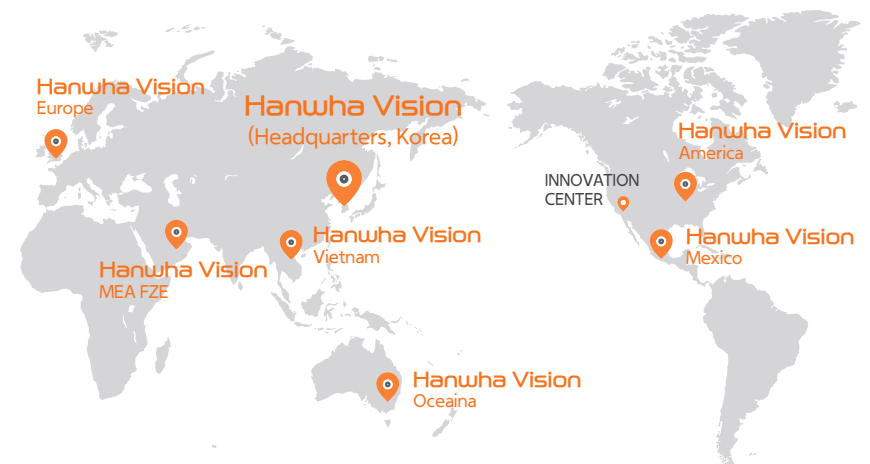 Hanwha Vision
Europe
Hanwha Vision
(Headquarters, Korea)
Hanwha Vision
America
INNOVATION
CENTER
Hanwha Vision
Vietnam
Hanwha Vision
Mexico
Hanwha Vision
MEA FZE
Hanwha Vision
Oceaina